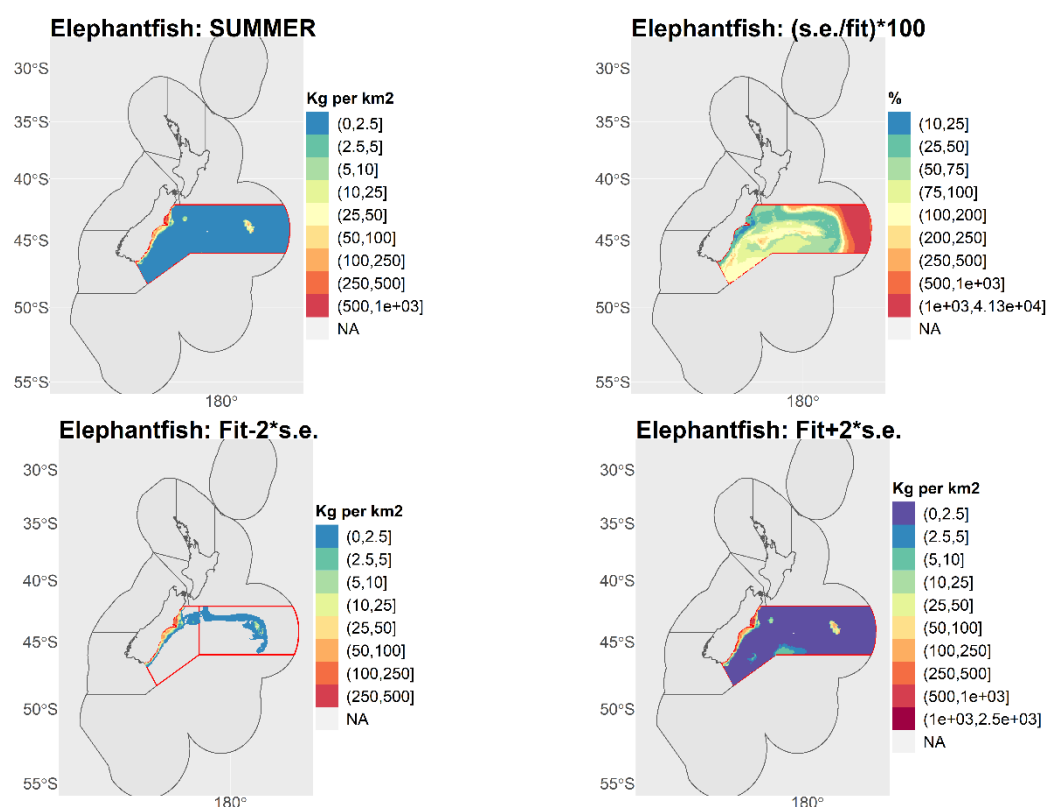 Elephantfish: SUMMER
30°S
35°S
40°S
45°S
50°S
55°S
180°
Kg per km2
(0,2.5]
(2.5,5]
(5,10]
(10,25]
(25,50]
(50,100]
(100,250]
(250,500]
(500,1e+03]
NA
Elephantfish: (s.e./fit)*100
30°S
35°S
40°S
45°S
50°S
55°S
180°
%
(10,25]
(25,50]
(50,75]
(75,100]
(100,200]
(200,250]
(250,500]
(500,1e+03]
(1e+03,4.13e+04]
NA
Elephantfish: Fit-2*s.e.
30°S
35°S
40°S
45°S
50°S
55°S
180°
Kg per km2
(0,2.5]
(2.5,5]
(5,10]
(10,25]
(25,50]
(50,100]
(100,250]
(250,500]
NA
Elephantfish: Fit+2*s.e.
30°S
35°S
40°S
45°S
50°S
55°S
180°
Kg per km2
(0,2.5]
(2.5,5]
(5,10]
(10,25]
(25,50]
(50,100]
(100,250]
(250,500]
(500,1e+03]
(1e+03,2.5e+03]
NA